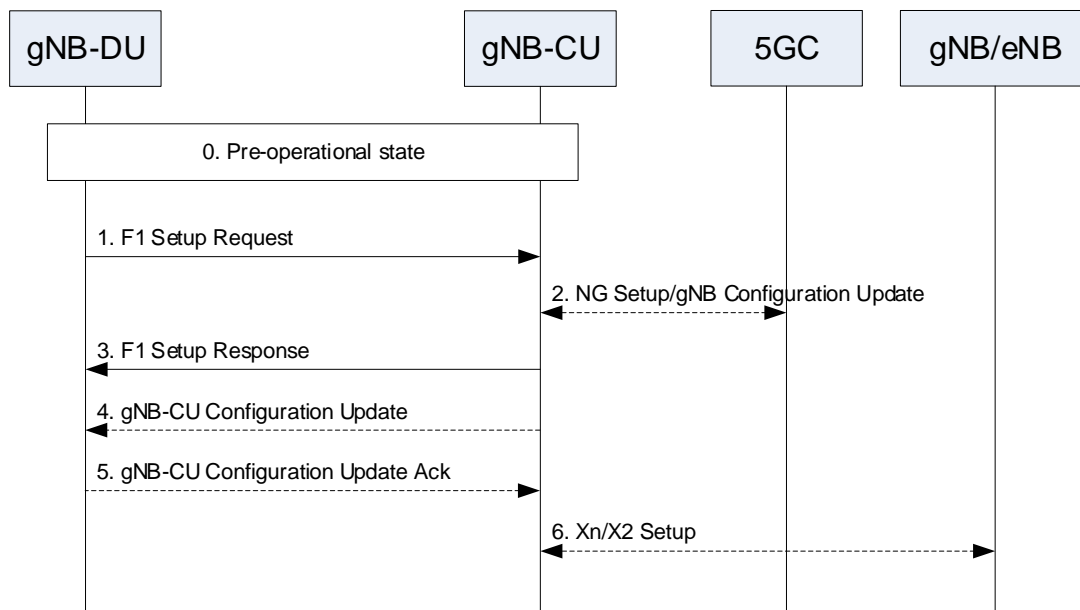 gNB-DU
gNB-CU
5GC
gNB/eNB
0. Pre-operational state
1. F1 Setup Request
2. NG Setup/gNB Configuration Update
3. F1 Setup Response
4. gNB-CU Configuration Update
5. gNB-CU Configuration Update Ack
6. Xn/X2 Setup